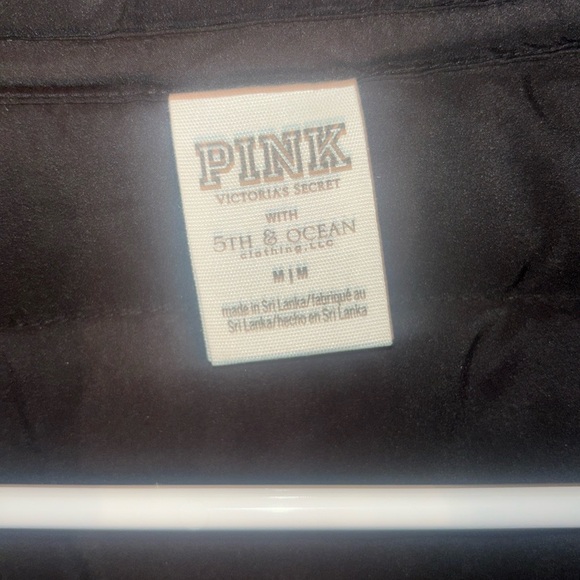 PINK
VICTORIA'S SECRET
WITH
5TH & OCEAN
clothing, LLC
M | M
made in Sri Lanka/fabriqué au
Sri Lanka/hecho en Sri Lanka